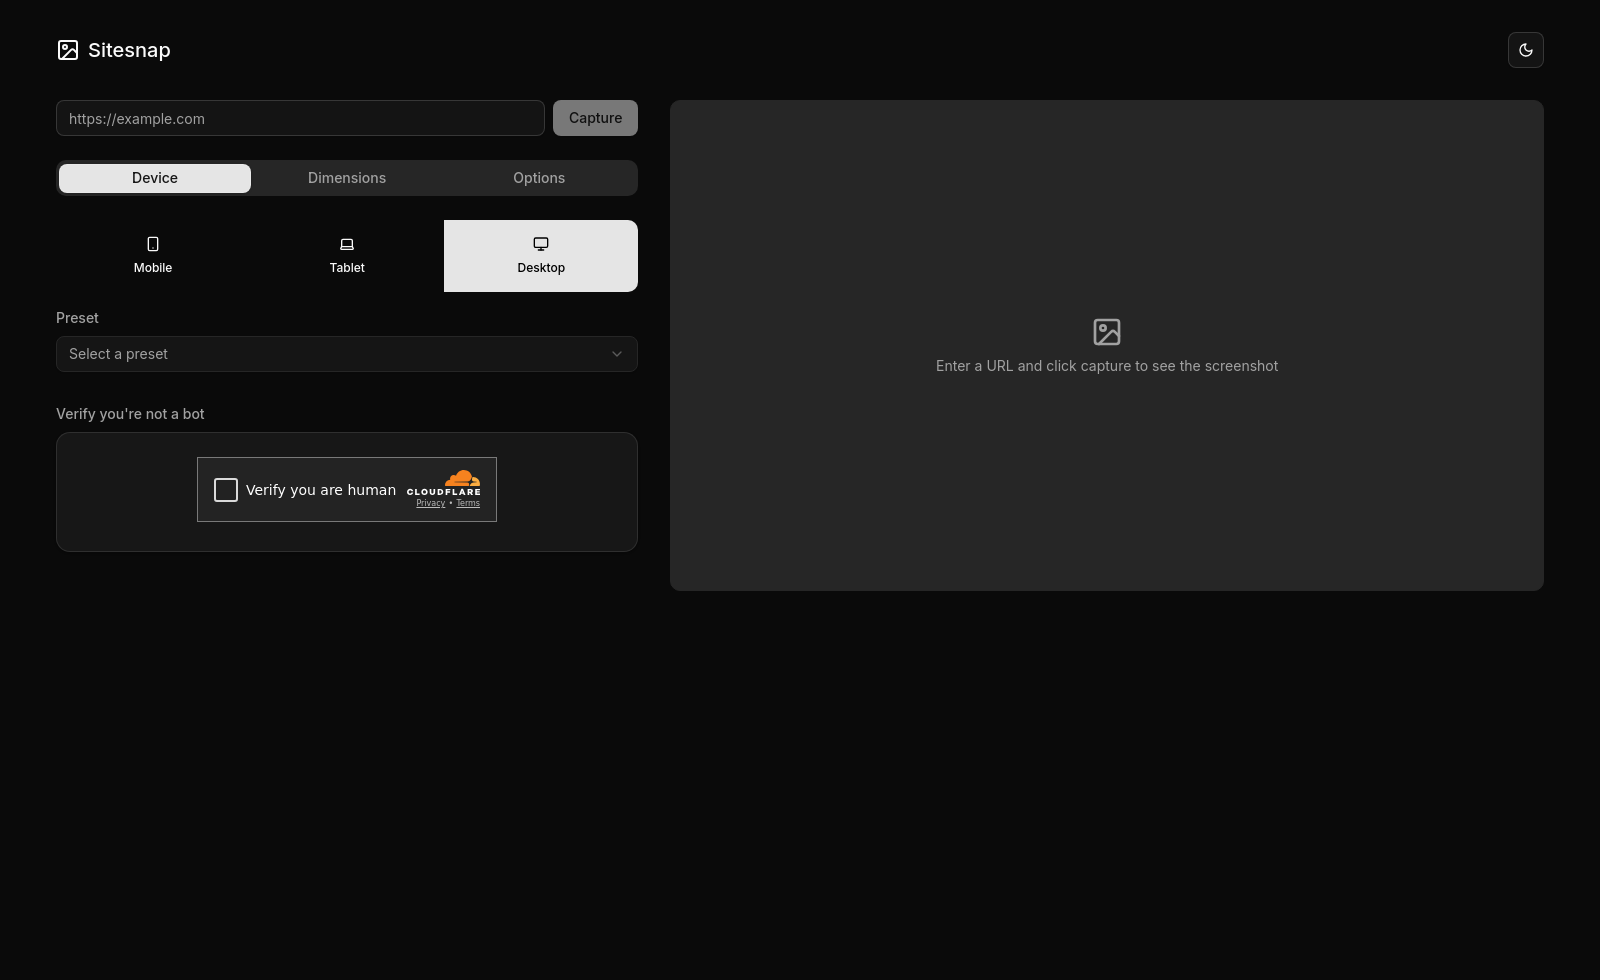 Sitesnap
https://example.com
Capture
Device
Dimensions
Options
Mobile
Tablet
Desktop
Preset
Select a preset
Verify you're not a bot
Verify you are human
CLOUDFLARE
Privacy • Terms
Enter a URL and click capture to see the screenshot